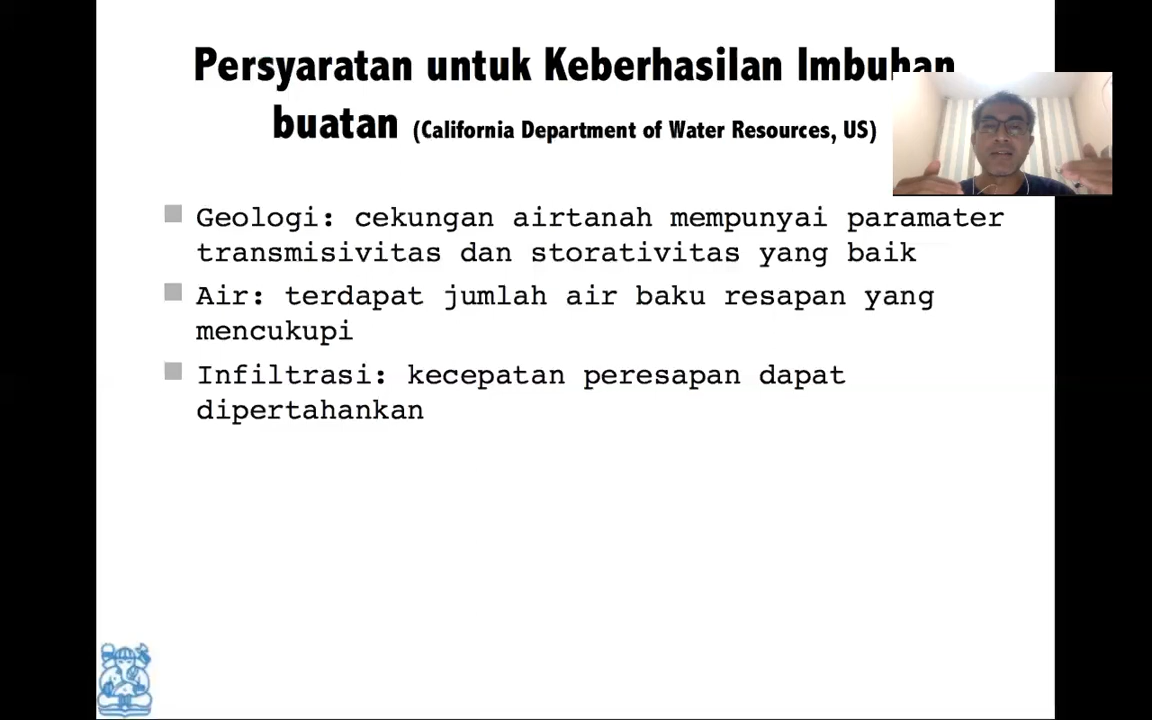 Persyaratan untuk Keberhasilan Imbuhan
buatan (California Department of Water Resources, US)
Geologi: cekungan airtanah mempunyai paramater
transmisivitas dan storativitas yang baik
Air: terdapat jumlah air baku resapan yang
mencukupi
Infiltrasi: kecepatan peresapan dapat
dipertahankan